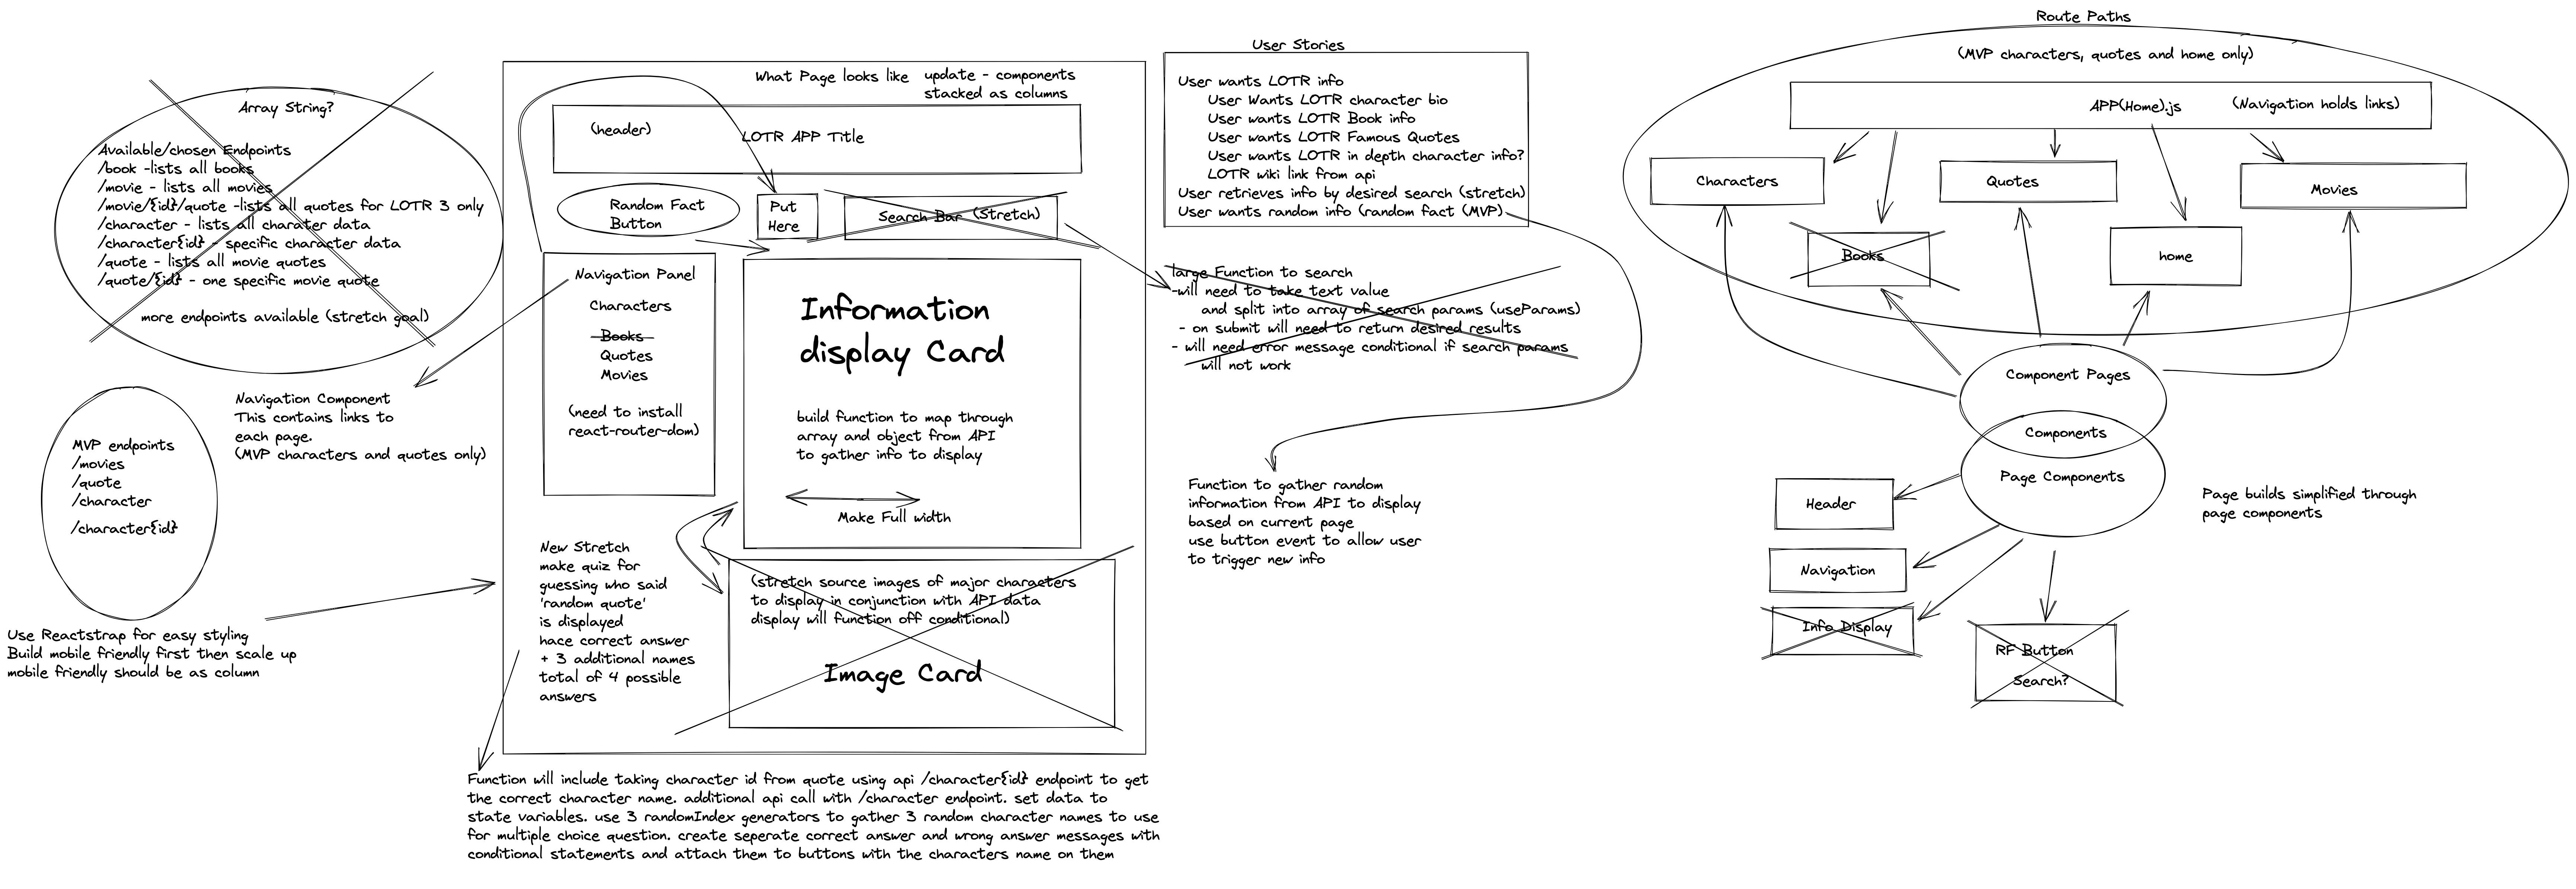 Array String?
Available/chosen Endpoints
/book -lists all books
/movie - lists all movies
/movie/{id}/quote -lists all quotes for LOTR 3 only
/character - lists all charater data
/character{id} - specific character data
/quote - lists all movie quotes
/quote/{id} - one specific movie quote
more endpoints available (stretch goal)
MVP endpoints
/movies
/quote
/character
/character{id}
Navigation Component
This contains links to
each page.
(MVP characters and quotes only)
Use Reactstrap for easy styling
Build mobile friendly first then scale up
mobile friendly should be as column
What Page looks like
update - components
stacked as columns
(header)
LOTR APP Title
Random Fact
Button
Put
Here
Search Bar (Stretch)
Navigation Panel
Characters
Books
Quotes
Movies
(need to install
react-router-dom)
Information
display Card
build function to map through
array and object from API
to gather info to display
Make Full width
New Stretch
make quiz for
guessing who said
'random quote'
is displayed
hace correct answer
+ 3 additional names
total of 4 possible
answers
(stretch source images of major characters
to display in conjunction with API data
display will function off conditional)
Image Card
Function will include taking character id from quote using api /character{id} endpoint to get
the correct character name. additional api call with /character endpoint. set data to
state variables. use 3 randomIndex generators to gather 3 random character names to use
for multiple choice question. create seperate correct answer and wrong answer messages with
conditional statements and attach them to buttons with the characters name on them
User Stories
User wants LOTR info
User Wants LOTR character bio
User wants LOTR Book info
User wants LOTR Famous Quotes
User wants LOTR in depth character info?
LOTR wiki link from api
User retrieves info by desired search (stretch)
User wants random info (random fact (MVP)
large Function to search
-will need to take text value
and split into array of search params (useParams)
- on submit will need to return desired results
- will need error message conditional if search params
will not work
Function to gather random
information from API to display
based on current page
use button event to allow user
to trigger new info
Route Paths
(MVP characters, quotes and home only)
APP(Home).js
(Navigation holds links)
Characters
Quotes
Movies
Books
home
Component Pages
Components
Page Components
Header
Navigation
Info Display
RF Button
Search?
Page builds simplified through
page components